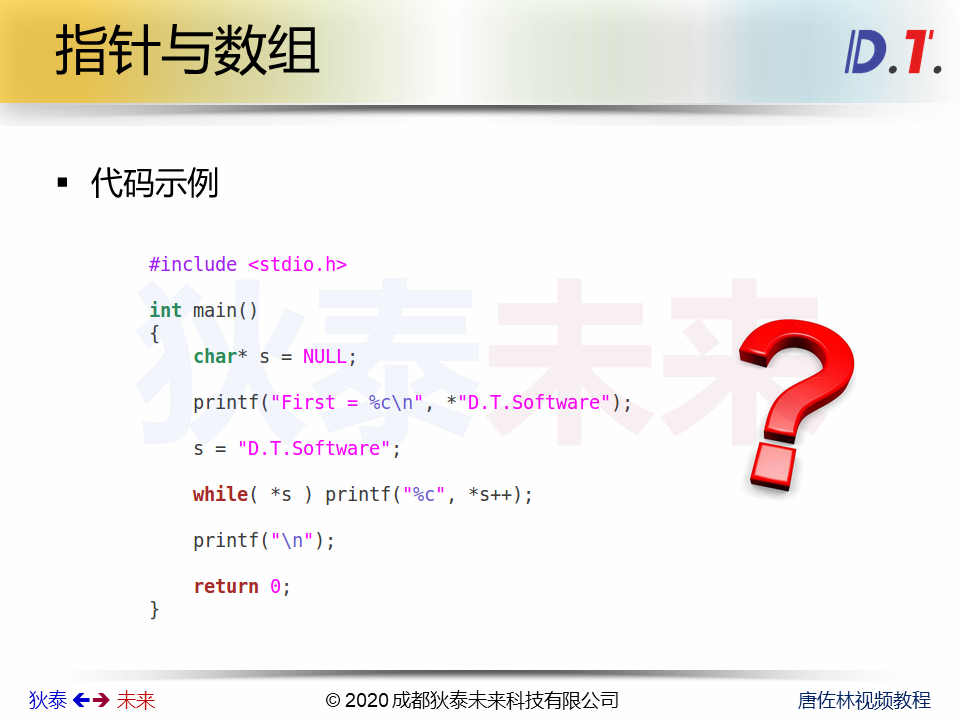 指针与数组
D.T.
代码示例
#include <stdio.h>
int main()
{
    char* s = NULL;
    printf("First = %c\n", *"D.T.Software");
    s = "D.T.Software";
    while( *s ) printf("%c", *s++);
    printf("\n");
    return 0;
}
狄泰未来
狄泰 未来
© 2020 成都狄泰未来科技有限公司
唐佐林视频教程